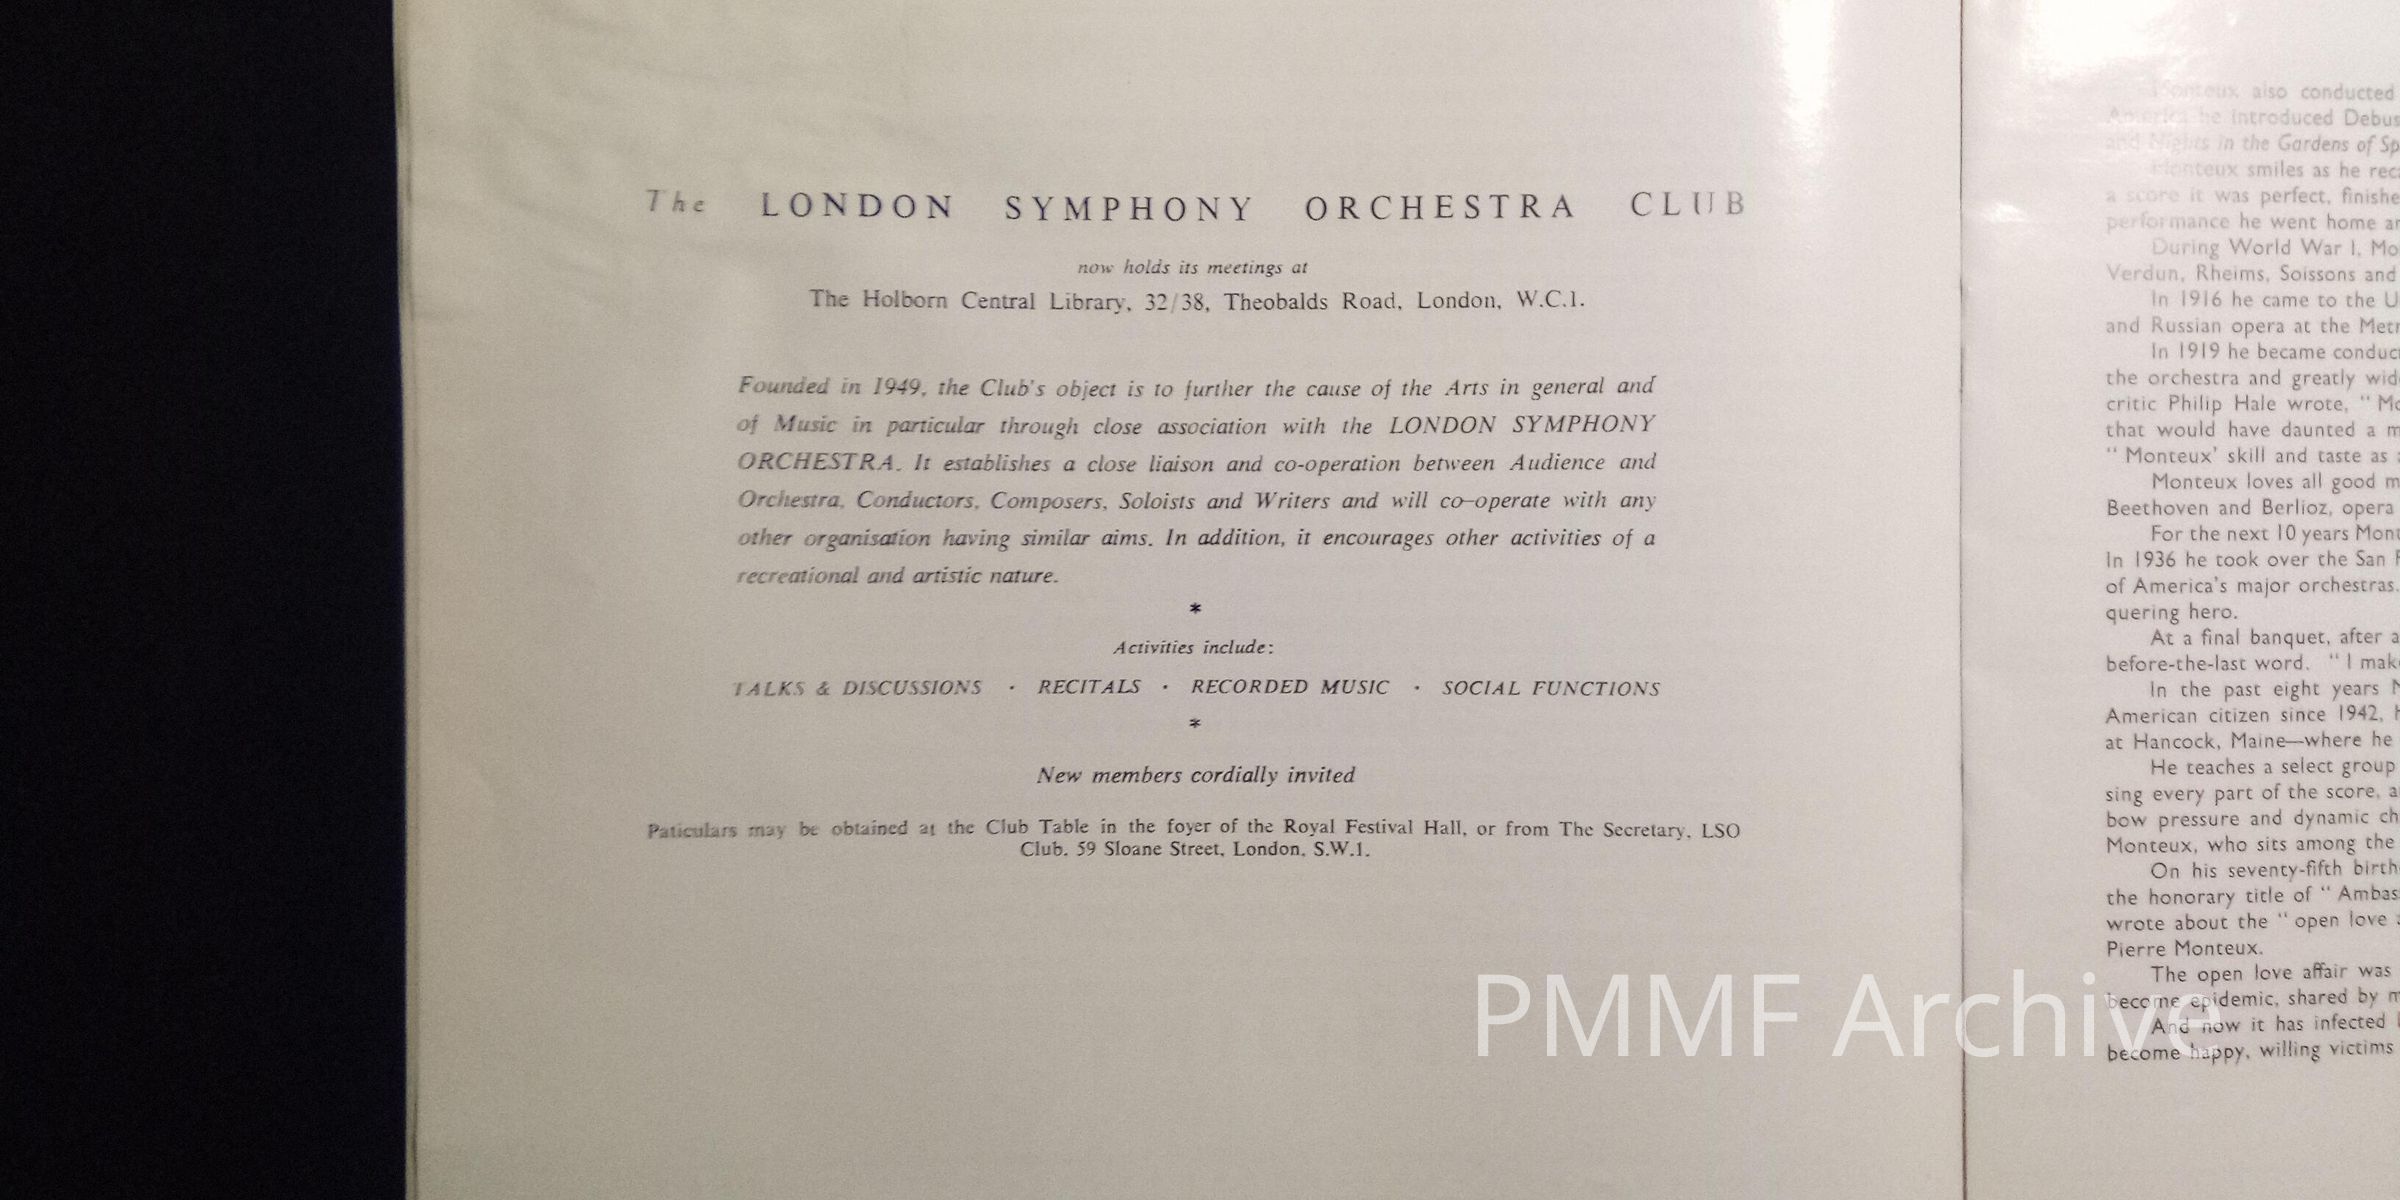 The LONDON SYMPHONY ORCHESTRA CLUB
now holds its meetings at
The Holborn Central Library, 32/38, Theobalds Road, London, W.C.1.
Founded in 1949, the Club's object is to further the cause of the Arts in general and
of Music in particular through close association with the LONDON SYMPHONY
ORCHESTRA. It establishes a close liaison and co-operation between Audience and
Orchestra, Conductors, Composers, Soloists and Writers and will co-operate with any
other organisation having similar aims. In addition, it encourages other activities of a
recreational and artistic nature.
*
Activities include:
TALKS & DISCUSSIONS · RECITALS · RECORDED MUSIC · SOCIAL FUNCTIONS
*
New members cordially invited
Paticulars may be obtained at the Club Table in the foyer of the Royal Festival Hall, or from The Secretary, LSO
Club, 59 Sloane Street, London, S.W.1.
Monteux also conducted
America he introduced
and Nights in the Gardens of
Monteux smiles as he
a score it was perfect,
performance he went home
During World War I,
Verdun, Rheims, Soissons and
In 1916 he came to the
and Russian opera at the
In 1919 he became
the orchestra and greatly
critic Philip Hale wrote, "
that would have daunted a
" Monteux' skill and taste as
Monteux loves all good
Beethoven and Berlioz, opera
For the next 10 years
In 1936 he took over the San
of America's major orchestras.
quering hero.
At a final banquet, after
before-the-last word. " I
In the past eight years
American citizen since 1942,
at Hancock, Maine—where he
He teaches a select group
sing every part of the score,
bow pressure and dynamic
Monteux, who sits among the
On his seventy-fifth
the honorary title of "
wrote about the " open love
Pierre Monteux.
The open love affair was
become epidemic, shared by
And now it has infected
become happy, willing victims
PMMF Archive